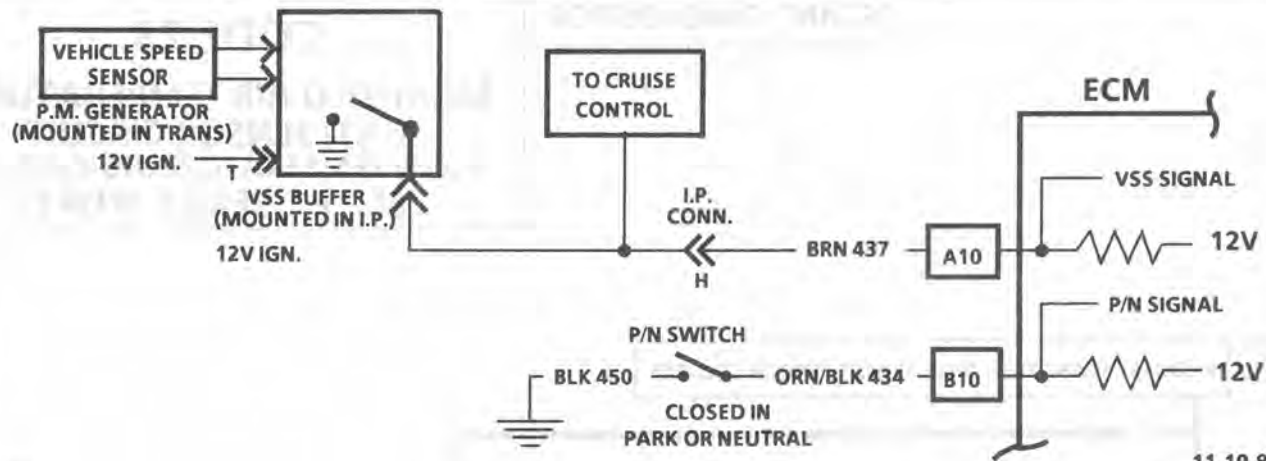 VEHICLE SPEED
SENSOR
P.M. GENERATOR
(MOUNTED IN TRANS)
12V IGN.
T
VSS BUFFER
(MOUNTED IN I.P.)
12V IGN.
TO CRUISE
CONTROL
I.P.
CONN.
H
BRN 437
A10
ECM
VSS SIGNAL
12V
P/N SIGNAL
12V
P/N SWITCH
BLK 450
ORN/BLK 434
B10
CLOSED IN
PARK OR NEUTRAL